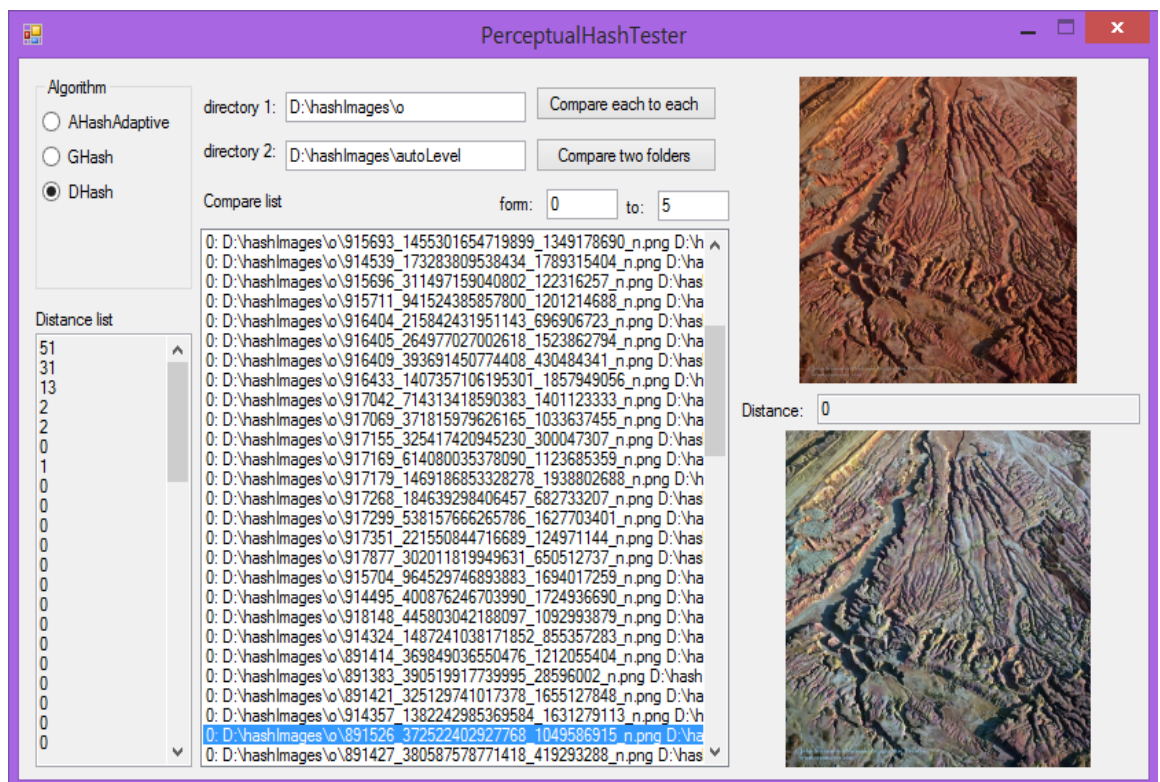 PerceptualHashTester
Algorithm
AHashAdaptive
GHash
DHash
directory 1: D:\hashImages\o Compare each to each
directory 2: D:\hashImages\autoLevel Compare two folders
Compare list form: 0 to: 5
0: D:\hashImages\o\915693_1455301654719899_1349178690_n.png D:\h
0: D:\hashImages\o\914539_173283809538434_1789315404_n.png D:\ha
0: D:\hashImages\o\915696_311497159040802_122316257_n.png D:\has
0: D:\hashImages\o\915711_941524385857800_1201214688_n.png D:\ha
0: D:\hashImages\o\916404_215842431951143_696906723_n.png D:\has
0: D:\hashImages\o\916405_264977027002618_1523862794_n.png D:\ha
0: D:\hashImages\o\916409_393691450774408_430484341_n.png D:\has
0: D:\hashImages\o\916433_1407357106195301_1857949056_n.png D:\h
0: D:\hashImages\o\917042_714313418590383_1401123333_n.png D:\ha
0: D:\hashImages\o\917069_371815979626165_1033637455_n.png D:\ha
0: D:\hashImages\o\917155_325417420945230_300047307_n.png D:\has
0: D:\hashImages\o\917169_614080035378090_1123685359_n.png D:\ha
0: D:\hashImages\o\917179_1469186853328278_1938802688_n.png D:\h
0: D:\hashImages\o\917268_184639298406457_682733207_n.png D:\has
0: D:\hashImages\o\917299_538157666265786_1627703401_n.png D:\ha
0: D:\hashImages\o\917351_221550844716689_124971144_n.png D:\has
0: D:\hashImages\o\917877_302011819949631_650512737_n.png D:\has
0: D:\hashImages\o\915704_964529746893883_1694017259_n.png D:\ha
0: D:\hashImages\o\914495_400876246703990_1724936690_n.png D:\ha
0: D:\hashImages\o\918148_445803042188097_1092993879_n.png D:\ha
0: D:\hashImages\o\914324_1487241038171852_855357283_n.png D:\ha
0: D:\hashImages\o\891414_369849036550476_1212055404_n.png D:\ha
0: D:\hashImages\o\891383_390519917739995_28596002_n.png D:\hash
0: D:\hashImages\o\891421_325129741017378_1655127848_n.png D:\ha
0: D:\hashImages\o\914357_1382242985369584_1631279113_n.png D:\h
0: D:\hashImages\o\891526_372522402927768_1049586915_n.png D:\ha
0: D:\hashImages\o\891427_380587578771418_419293288_n.png D:\has
Distance list
51
31
13
2
2
0
1
0
0
0
0
0
0
0
0
0
0
0
0
0
0
Distance: 0